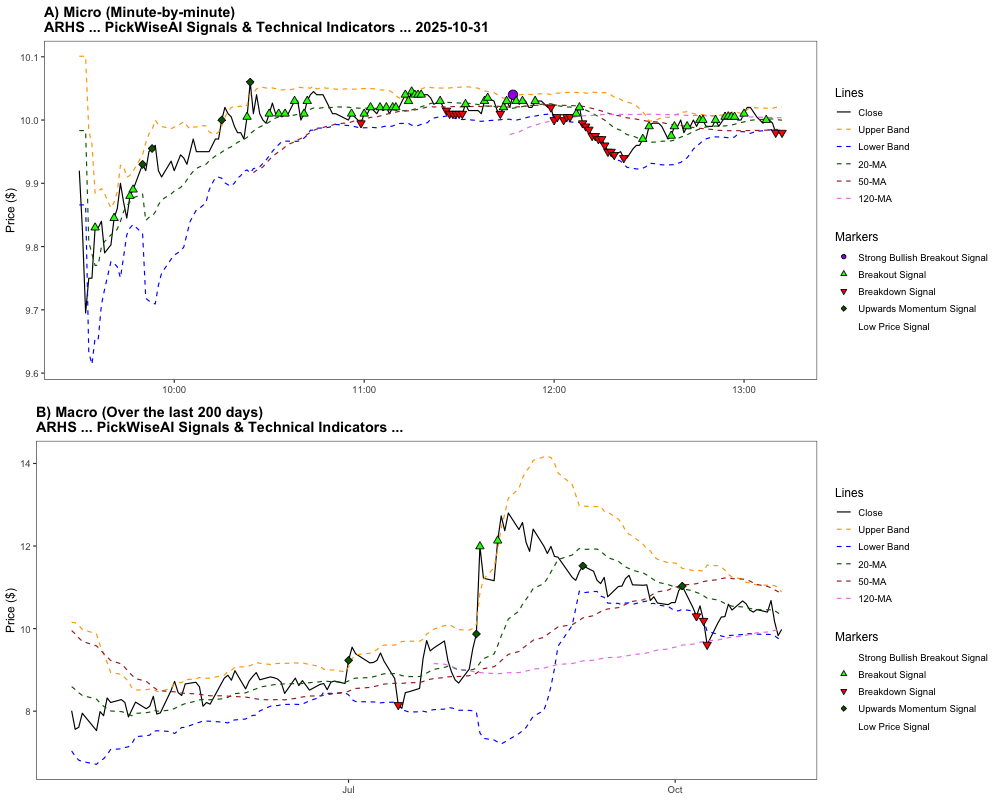 A) Micro (Minute-by-minute)
ARHS ... PickWiseAI Signals & Technical Indicators ... 2025-10-31
Price ($)
10.1
10.0
9.9
9.8
9.7
9.6
10:00
11:00
12:00
13:00
Lines
Close
Upper Band
Lower Band
20-MA
50-MA
120-MA
Markers
Strong Bullish Breakout Signal
Breakout Signal
Breakdown Signal
Upwards Momentum Signal
Low Price Signal
B) Macro (Over the last 200 days)
ARHS ... PickWiseAI Signals & Technical Indicators ...
Price ($)
14
12
10
8
Jul
Oct
Lines
Close
Upper Band
Lower Band
20-MA
50-MA
120-MA
Markers
Strong Bullish Breakout Signal
Breakout Signal
Breakdown Signal
Upwards Momentum Signal
Low Price Signal